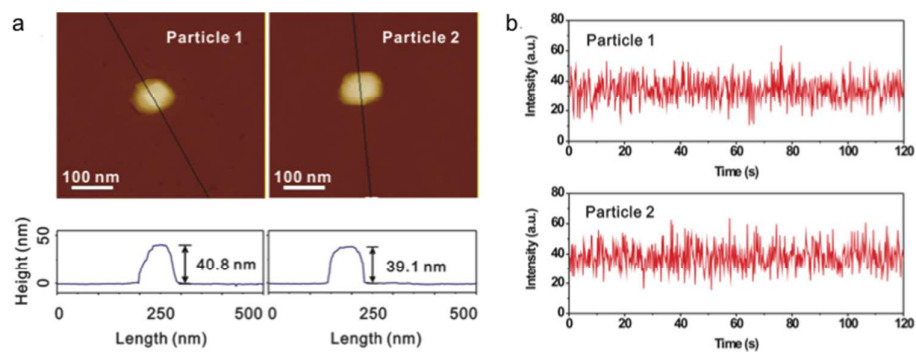 a
Particle 1
100 nm
Particle 2
100 nm
Height (nm)
50
0
40.8 nm
39.1 nm
0 250 500
0 250 500
Length (nm)
Length (nm)
b
Particle 1
Intensity (a.u.)
80
60
40
20
0
0 20 40 60 80 100 120
Time (s)
Particle 2
Intensity (a.u.)
80
60
40
20
0
0 20 40 60 80 100 120
Time (s)